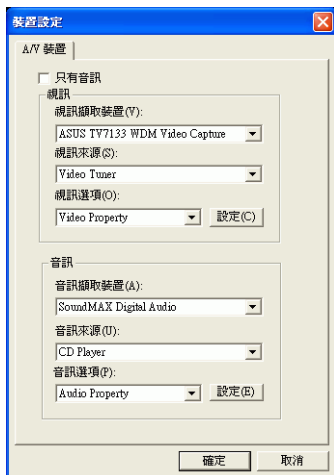 裝置設定
A/V 裝置
只有音訊
視訊
視訊擷取裝置(V):
ASUS TV7133 WDM Video Capture
視訊來源(S):
Video Tuner
視訊選項(O):
Video Property
設定(C)
音訊
音訊擷取裝置(A):
SoundMAX Digital Audio
音訊來源(U):
CD Player
音訊選項(P):
Audio Property
設定(E)
確定
取消